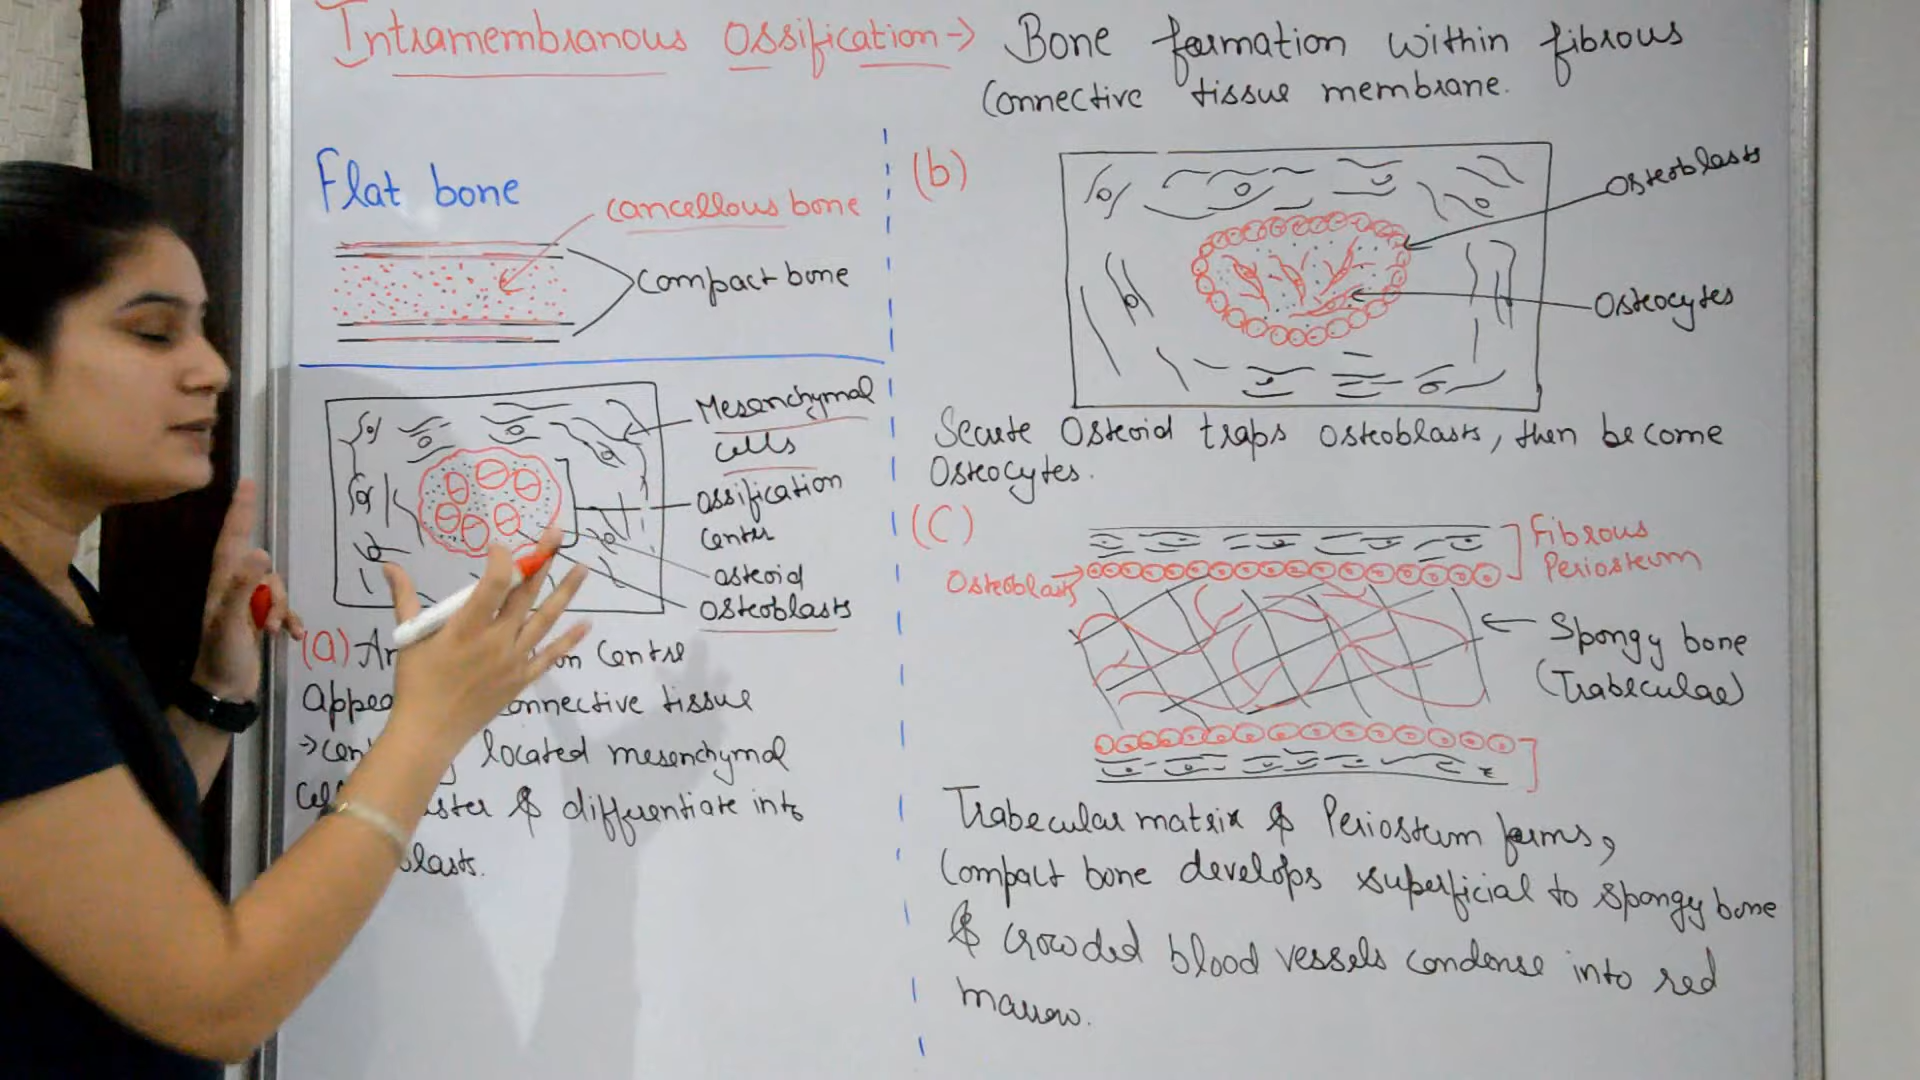 Intramembranous Ossification → Bone formation within fibrous
Connective tissue membrane.
Flat bone
cancellous bone
Compact bone
Mesenchymal
cells
Ossification
Center
Osteoid
Osteoblasts
(a) An Centre
Connective tissue
located mesenchymal
& differentiate into
(b)
Osteoblasts
Osteocytes
Secrete Osteoid traps Osteoblasts, then become
Osteocytes.
(C)
Fibrous
Periosteum
Osteoblasts
Spongy bone
(Trabeculae)
Trabecular matrix & Periosteum forms,
Compact bone develops superficial to spongy bone
& crowded blood vessels condense into red
marrow.